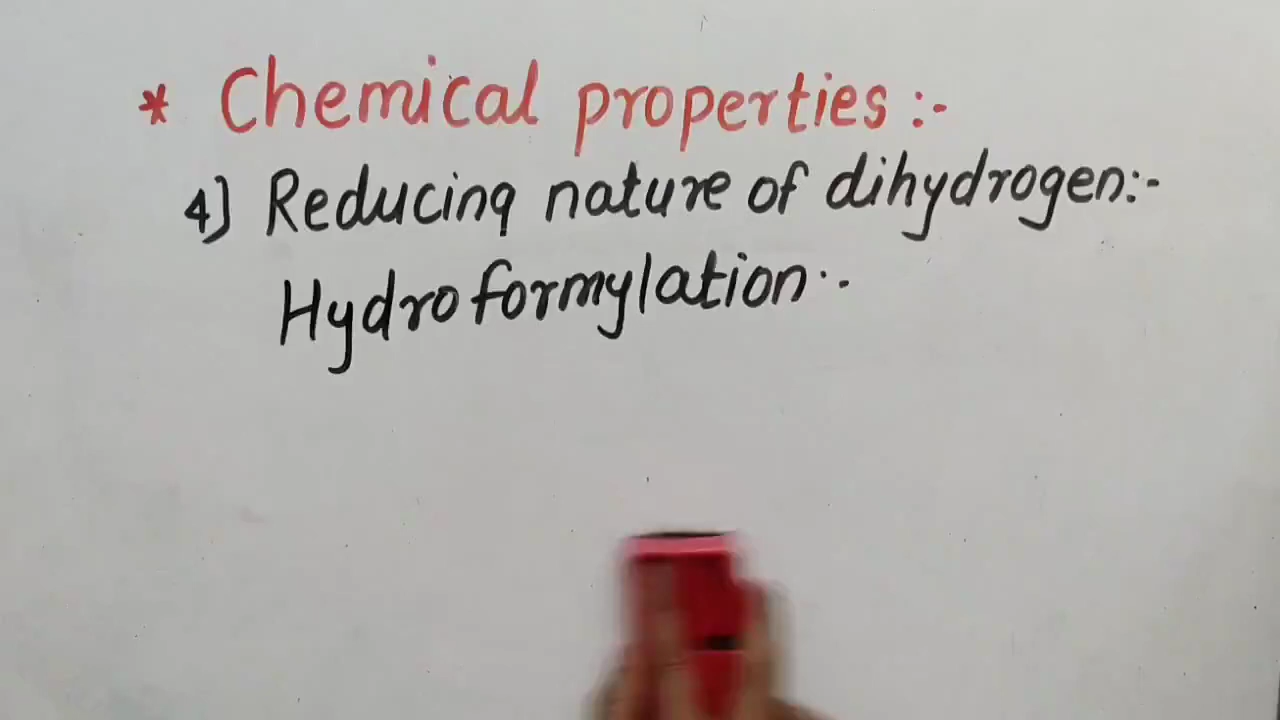 * Chemical properties :-
4) Reducing nature of dihydrogen:-
Hydroformylation:-